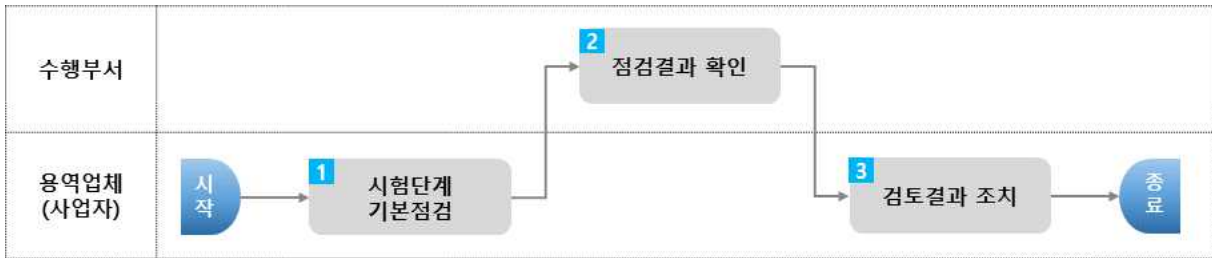 수행부서
2
점검결과 확인
용역업체
(사업자)
시
작
1
시험단계
기본점검
3
검토결과 조치
종
료